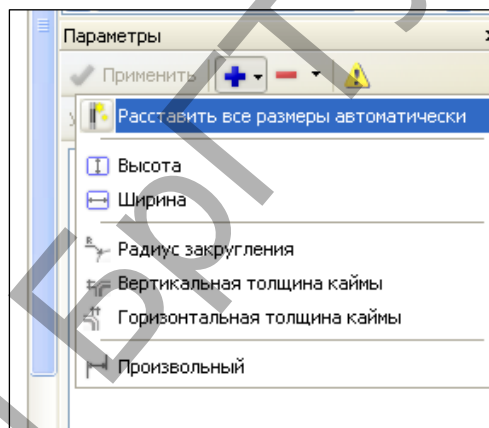 Параметры
Применить
Расставить все размеры автоматически
Высота
Ширина
Радиус закругления
Вертикальная толщина каймы
Горизонтальная толщина каймы
Произвольный